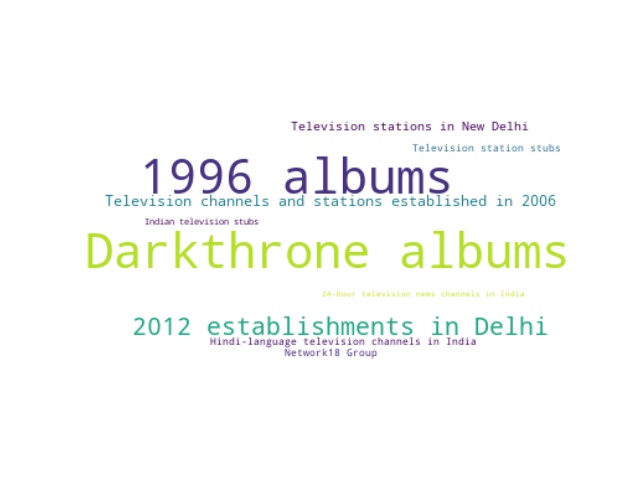 Television stations in New Delhi
Television station stubs
1996 albums
Television channels and stations established in 2006
Indian television stubs
Darkthrone albums
24-hour television news channels in India
2012 establishments in Delhi
Hindi-language television channels in India
Network18 Group